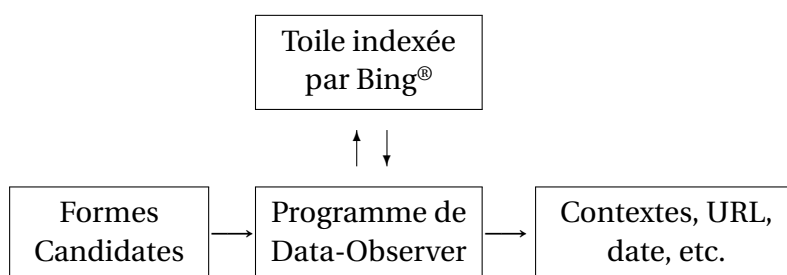 Toile indexée
par Bing®
Formes
Candidates
Programme de
Data-Observer
Contextes, URL,
date, etc.